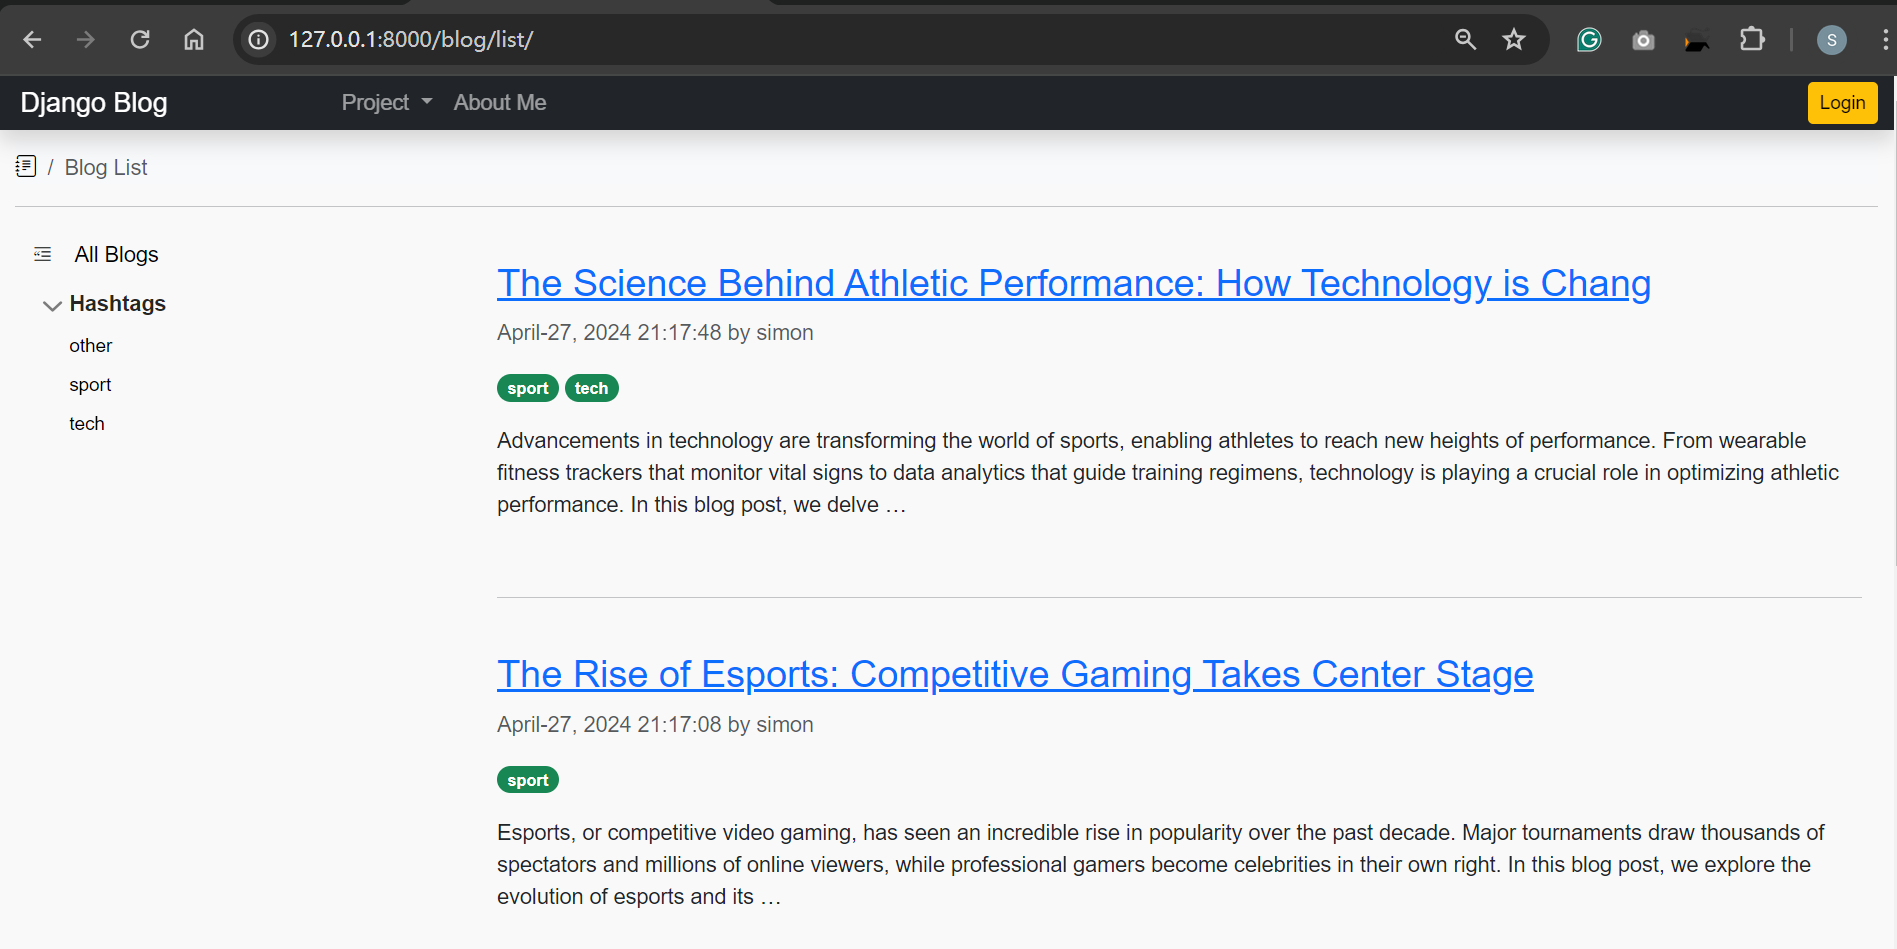 127.0.0.1:8000/blog/list/
S
Django Blog Project About Me Login
/ Blog List
All Blogs
Hashtags
other
sport
tech
The Science Behind Athletic Performance: How Technology is Chang
April-27, 2024 21:17:48 by simon
sport tech
Advancements in technology are transforming the world of sports, enabling athletes to reach new heights of performance. From wearable
fitness trackers that monitor vital signs to data analytics that guide training regimens, technology is playing a crucial role in optimizing athletic
performance. In this blog post, we delve …
The Rise of Esports: Competitive Gaming Takes Center Stage
April-27, 2024 21:17:08 by simon
sport
Esports, or competitive video gaming, has seen an incredible rise in popularity over the past decade. Major tournaments draw thousands of
spectators and millions of online viewers, while professional gamers become celebrities in their own right. In this blog post, we explore the
evolution of esports and its …